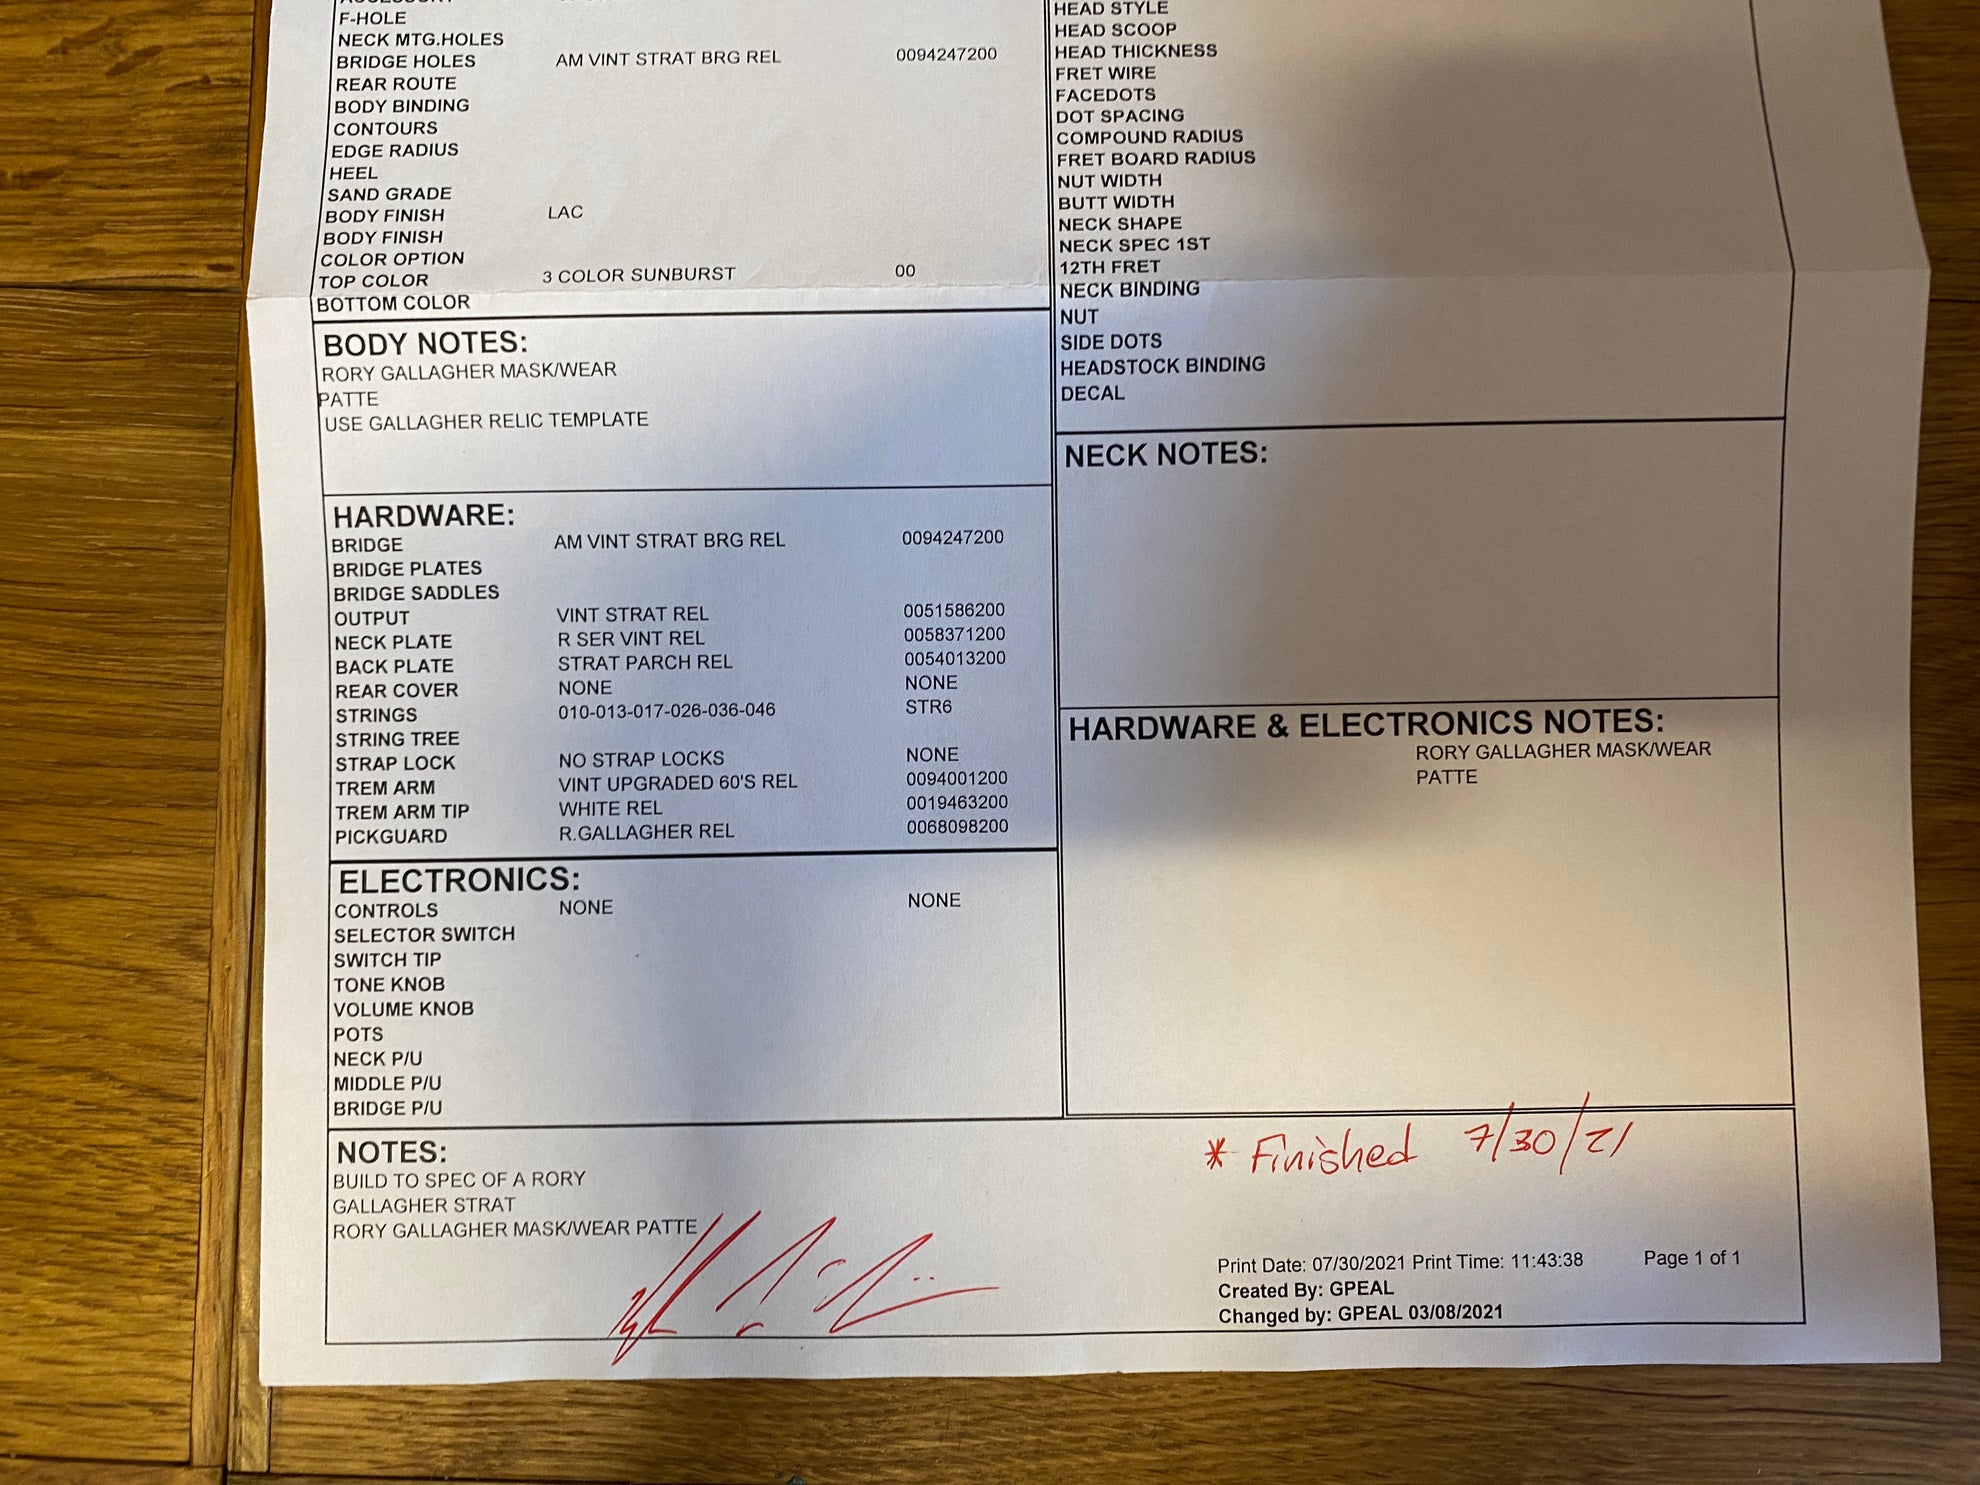 F-HOLE
NECK MTG.HOLES
BRIDGE HOLES AM VINT STRAT BRG REL 0094247200
REAR ROUTE
BODY BINDING
CONTOURS
EDGE RADIUS
HEEL
SAND GRADE
BODY FINISH LAC
BODY FINISH
COLOR OPTION
TOP COLOR 3 COLOR SUNBURST 00
BOTTOM COLOR
BODY NOTES:
RORY GALLAGHER MASK/WEAR
PATTE
USE GALLAGHER RELIC TEMPLATE
HARDWARE:
BRIDGE AM VINT STRAT BRG REL 0094247200
BRIDGE PLATES
BRIDGE SADDLES
OUTPUT VINT STRAT REL 0051586200
NECK PLATE R SER VINT REL 0058371200
BACK PLATE STRAT PARCH REL 0054013200
REAR COVER NONE NONE
STRINGS 010-013-017-026-036-046 STR6
STRING TREE
STRAP LOCK NO STRAP LOCKS NONE
TREM ARM VINT UPGRADED 60'S REL 0094001200
TREM ARM TIP WHITE REL 0019463200
PICKGUARD R.GALLAGHER REL 0068098200
ELECTRONICS:
CONTROLS NONE NONE
SELECTOR SWITCH
SWITCH TIP
TONE KNOB
VOLUME KNOB
POTS
NECK P/U
MIDDLE P/U
BRIDGE P/U
HEAD STYLE
HEAD SCOOP
HEAD THICKNESS
FRET WIRE
FACEDOTS
DOT SPACING
COMPOUND RADIUS
FRET BOARD RADIUS
NUT WIDTH
BUTT WIDTH
NECK SHAPE
NECK SPEC 1ST
12TH FRET
NECK BINDING
NUT
SIDE DOTS
HEADSTOCK BINDING
DECAL
NECK NOTES:
HARDWARE & ELECTRONICS NOTES:
RORY GALLAGHER MASK/WEAR
PATTE
NOTES:
BUILD TO SPEC OF A RORY
GALLAGHER STRAT
RORY GALLAGHER MASK/WEAR PATTE
* Finished 7/30/21
Print Date: 07/30/2021 Print Time: 11:43:38 Page 1 of 1
Created By: GPEAL
Changed by: GPEAL 03/08/2021